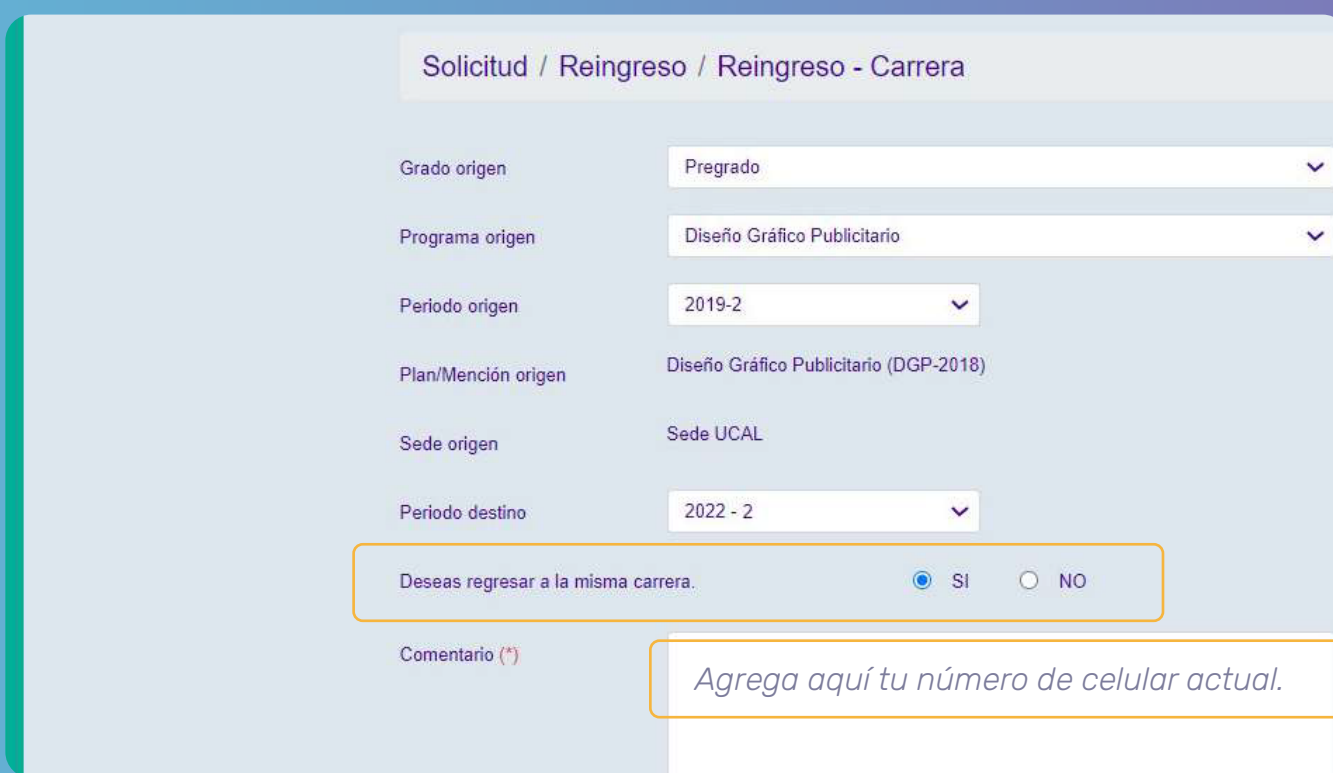 Solicitud / Reingreso / Reingreso - Carrera
Grado origen Pregrado
Programa origen Diseño Gráfico Publicitario
Periodo origen 2019-2
Plan/Mención origen Diseño Gráfico Publicitario (DGP-2018)
Sede origen Sede UCAL
Periodo destino 2022 - 2
Deseas regresar a la misma carrera. SI NO
Comentario (*) Agrega aquí tu número de celular actual.